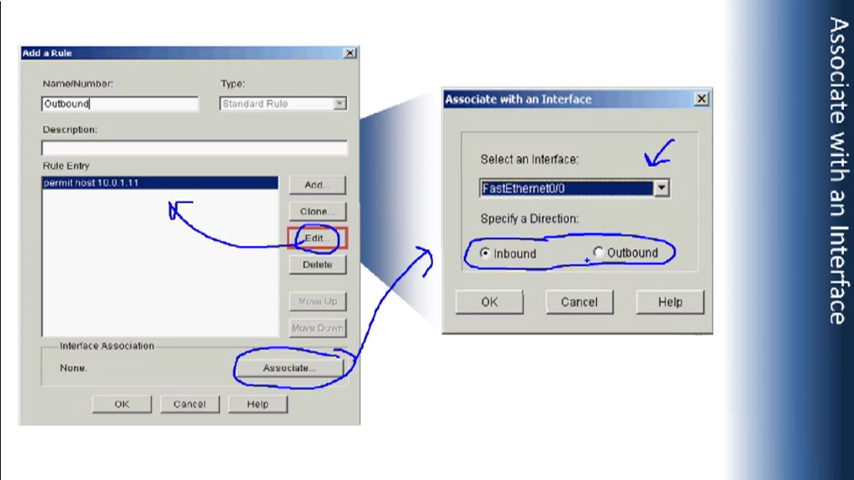 Add a Rule
Name/Number:
Type:
Outbound
Standard Rule
Description:
Rule Entry
permit host 10.0.1.11
Add...
Clone...
Edit...
Delete
Move Up
Move Down
Interface Association
None.
Associate...
OK
Cancel
Help
Associate with an Interface
Select an Interface:
FastEthernet0/0
Specify a Direction:
Inbound
Outbound
OK
Cancel
Help
Associate with an Interface